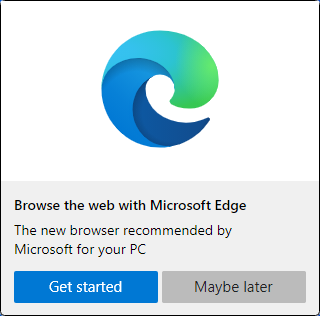 Browse the web with Microsoft Edge
The new browser recommended by
Microsoft for your PC
Get started
Maybe later